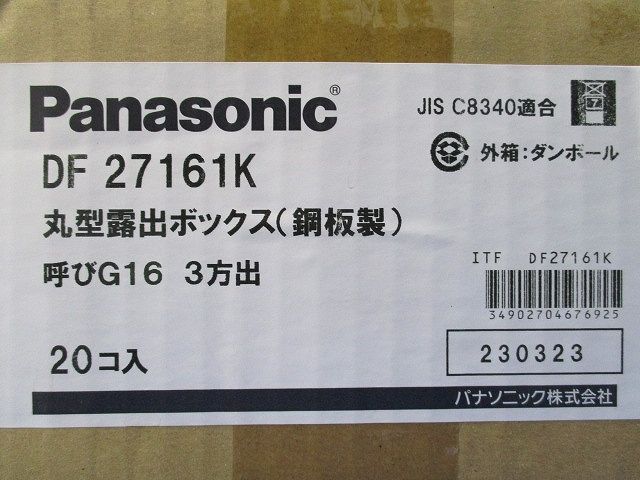 Panasonic®
JIS C8340適合
7
DF 27161K
外箱:ダンボール
丸型露出ボックス(鋼板製)
呼びG16 3方出
ITF DF27161K
34902704676925
20コ入
230323
パナソニック株式会社